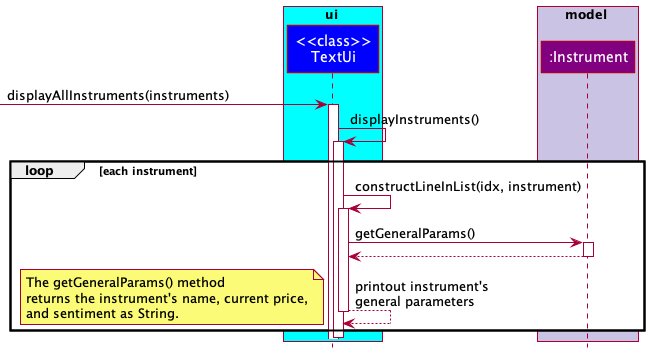 ui
model
<<class>>
TextUi
:Instrument
displayAllInstruments(instruments)
displayInstruments()
loop
[each instrument]
constructLineInList(idx, instrument)
getGeneralParams()
The getGeneralParams() method
returns the instrument's name, current price,
and sentiment as String.
printout instrument's
general parameters